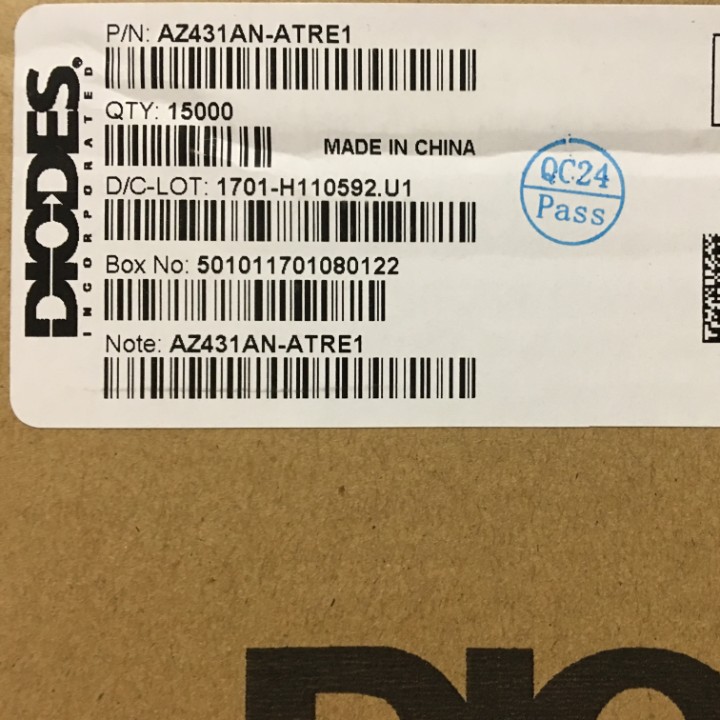 DIODES®
INCORPORATED
P/N: AZ431AN-ATRE1
QTY: 15000
MADE IN CHINA
D/C-LOT: 1701-H110592.U1
Box No: 501011701080122
Note: AZ431AN-ATRE1
QC24
Pass
DIO